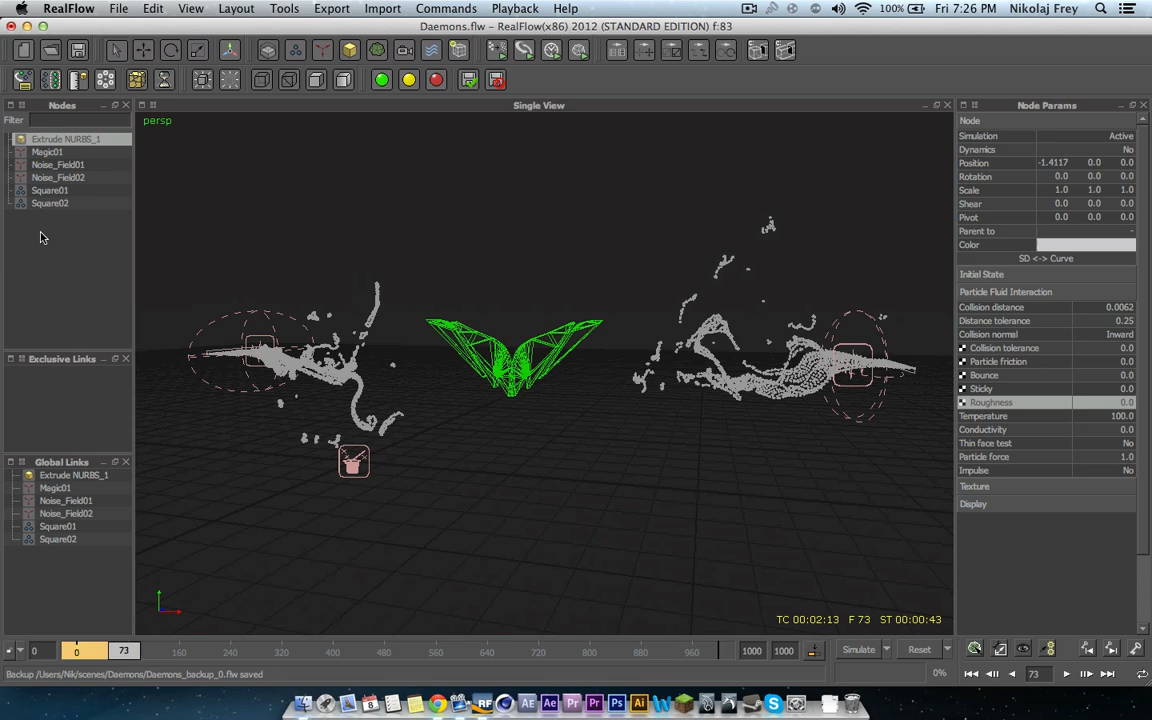 RealFlow File Edit View Layout Tools Export Import Commands Playback Help 100% Fri 7:26 PM Nikolaj Frey
Daemons.flw – RealFlow(x86) 2012 (STANDARD EDITION) f:83
Nodes
Filter
Extrude NURBS_1
Magic01
Noise_Field01
Noise_Field02
Square01
Square02
Exclusive Links
Global Links
Extrude NURBS_1
Magic01
Noise_Field01
Noise_Field02
Square01
Square02
Single View
persp
TC 00:02:13 F 73 ST 00:00:43
Node Params
Node
Simulation Active
Dynamics No
Position -1.4117 0.0 0.0
Rotation 0.0 0.0 0.0
Scale 1.0 1.0 1.0
Shear 0.0 0.0 0.0
Pivot 0.0 0.0 0.0
Parent to -
Color
SD <-> Curve
Initial State
Particle Fluid Interaction
Collision distance 0.0062
Distance tolerance 0.25
Collision normal Inward
Collision tolerance 0.0
Particle friction 0.0
Bounce 0.0
Sticky 0.0
Roughness 0.0
Temperature 100.0
Conductivity 0.0
Thin face test No
Particle force 1.0
Impulse No
Texture
Display
0 0 73 160 240 320 400 480 560 640 720 800 880 960 1000 1000 Simulate Reset
Backup /Users/Nik/scenes/Daemons/Daemons_backup_0.flw saved
0% 73
8 RF AE Ae Pr Pr Ps Ai W S